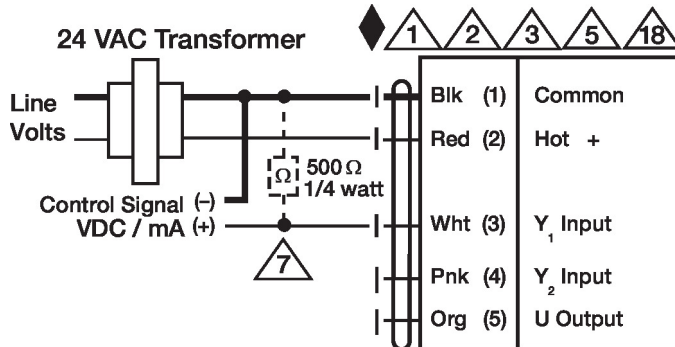 24 VAC Transformer
1 2 3 5 18
Line
Volts
Blk (1) Common
Red (2) Hot +
Ω 500 Ω
1/4 watt
Control Signal (–)
VDC / mA (+)
Wht (3) Y1 Input
7
Pnk (4) Y2 Input
Org (5) U Output